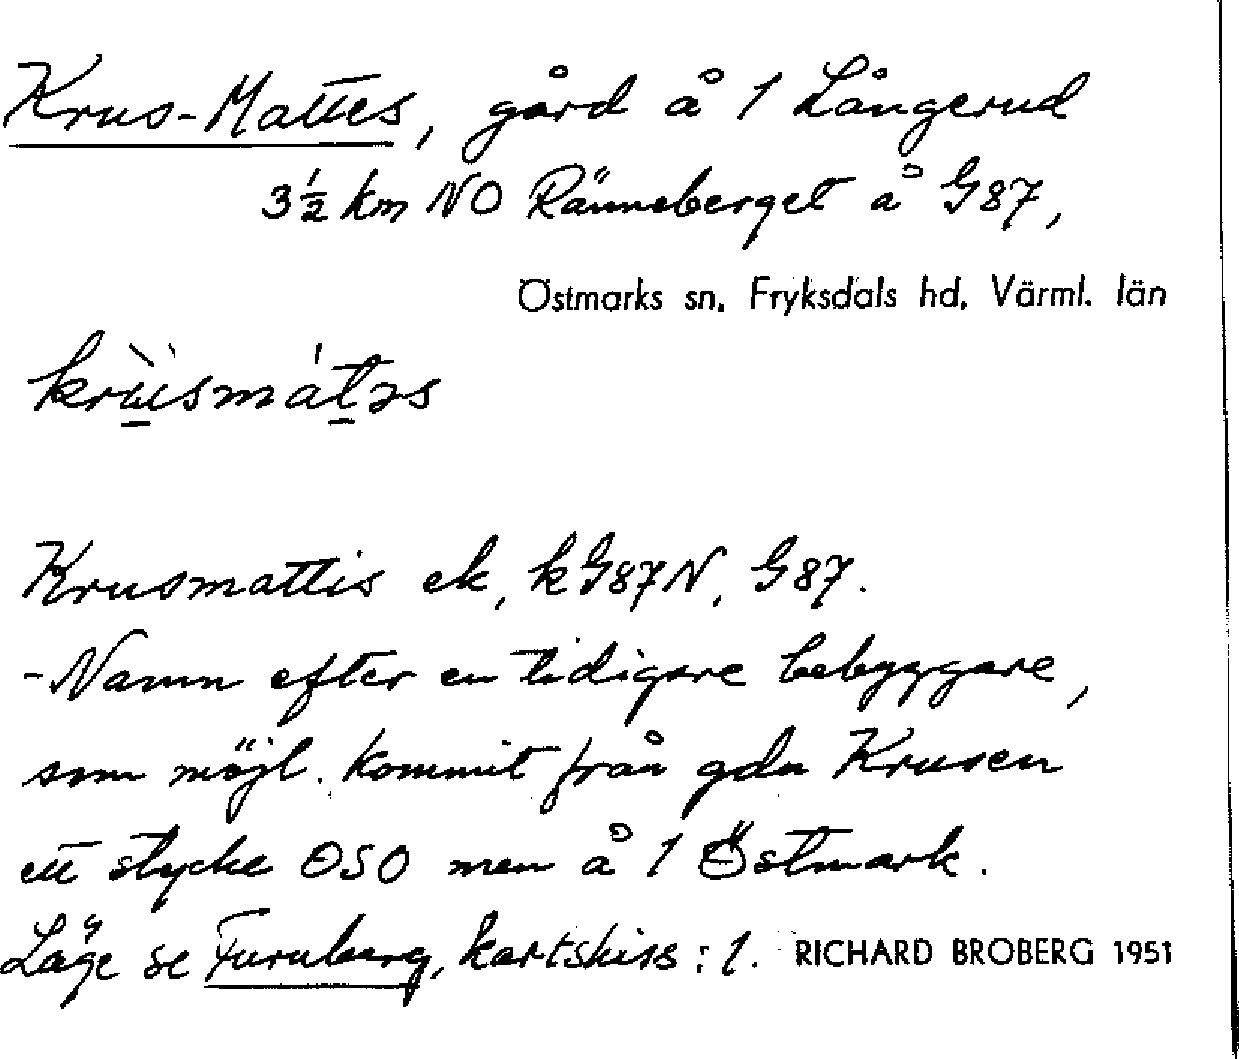 Krus-Mattes, gård å 1 Långerud
3½ km NO Ränneberget å G87,
Östmarks sn, Fryksdals hd, Värml. län
Krusmattis ek, kG87N, G87.
-Namn efter en tidigare bebyggare,
som möjl. kommit från gdn Krusen
ett stycke OSO men å 1 Östmark.
Läge se Furuberg, kartskiss: 1. RICHARD BROBERG 1951